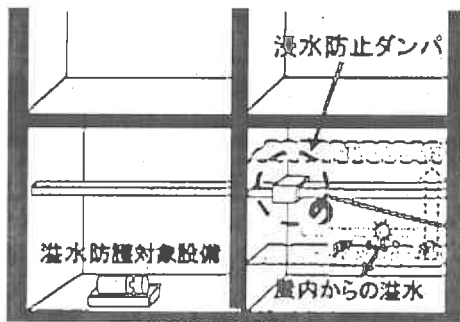 浸水防止ダンパ
溢水防護対象設備
屋内からの溢水